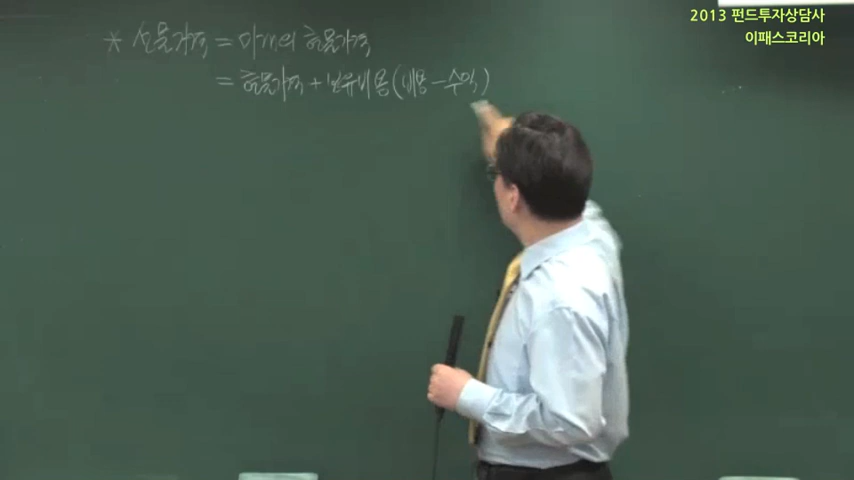 2013 펀드투자상담사
이패스코리아
* 선물가격 = 미래의 현물가격
= 현물가격 + 보유비용(비용-수익)